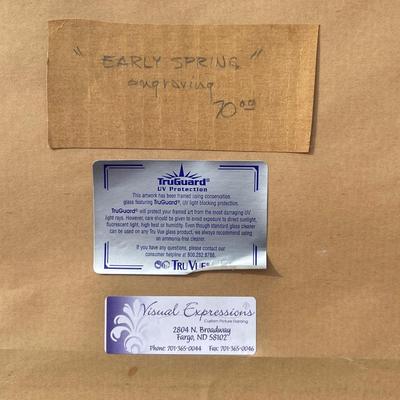 "EARLY SPRING"
engraving
70.00
TruGuard®
UV Protection
This artwork has been framed using conservation
glass featuring TruGuard®, UV light blocking protection.
TruGuard® will protect your framed art from the most damaging UV
light rays. However, care should be given to avoid exposure to direct sunlight,
fluorescent light, high heat or humidity. Even though standard glass cleaner
can be used on any Tru Vue glass product, we always recommend using
an ammonia-free cleaner.
If you have any questions, please contact our
consumer helpline at 800.282.8788.
TRU VUE®
Visual Expressions
Custom Picture Framing
2804 N. Broadway
Fargo, ND 58102
Phone: 701-365-0044 Fax: 701-365-0046